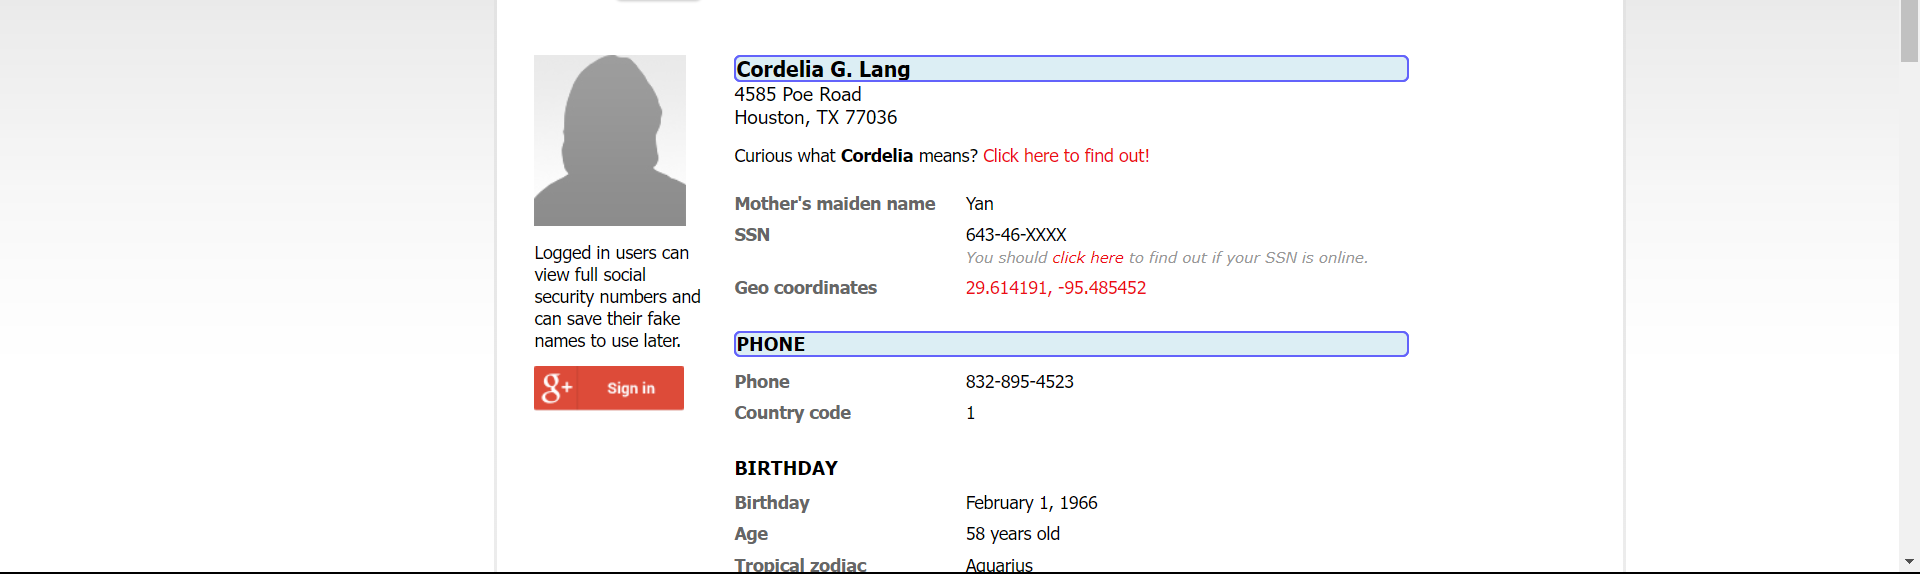 Cordelia G. Lang
4585 Poe Road
Houston, TX 77036
Curious what Cordelia means? Click here to find out!
Mother's maiden name Yan
SSN 643-46-XXXX
You should click here to find out if your SSN is online.
Geo coordinates 29.614191, -95.485452
Logged in users can
view full social
security numbers and
can save their fake
names to use later.
g+ Sign in
PHONE
Phone 832-895-4523
Country code 1
BIRTHDAY
Birthday February 1, 1966
Age 58 years old
Tropical zodiac Aquarius